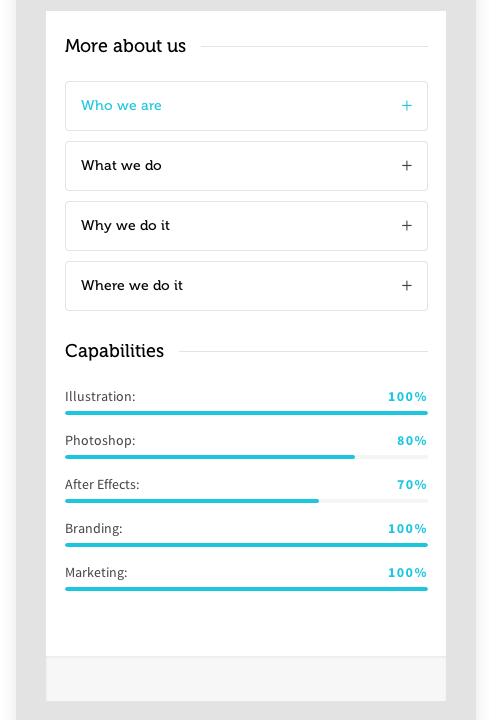 More about us
Who we are +
What we do +
Why we do it +
Where we do it +
Capabilities
Illustration: 100%
Photoshop: 80%
After Effects: 70%
Branding: 100%
Marketing: 100%